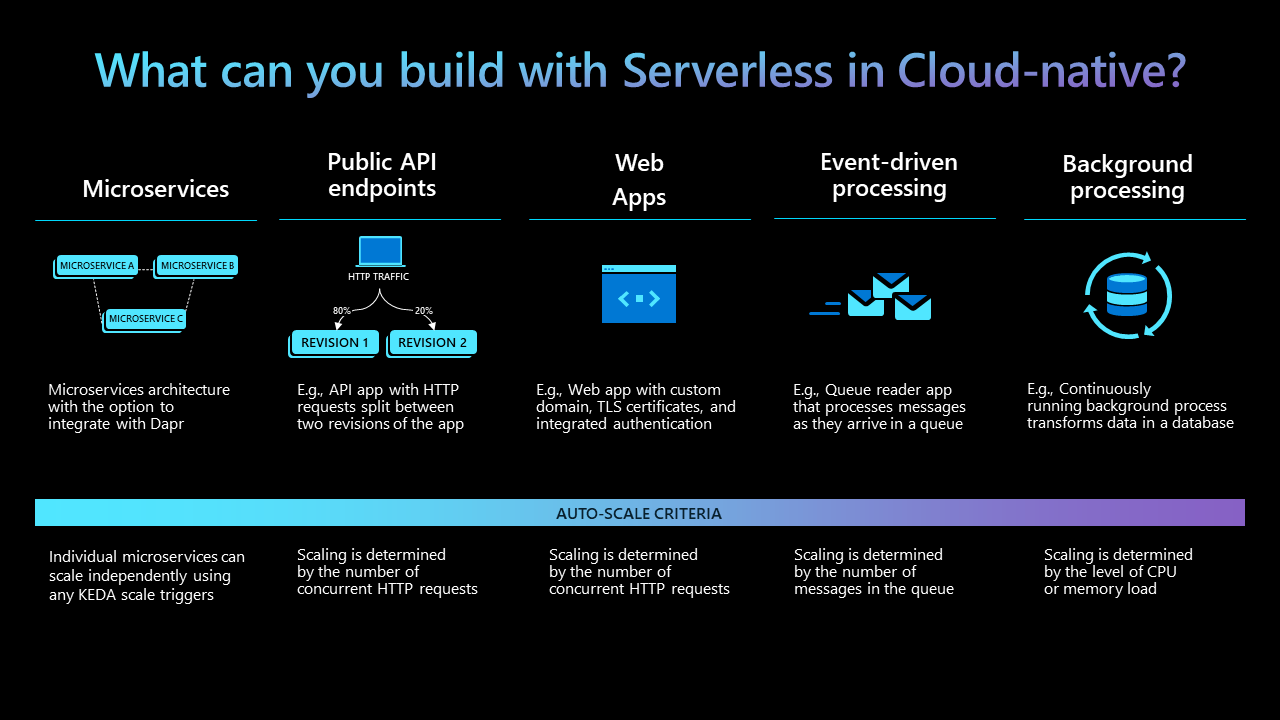 What can you build with Serverless in Cloud-native?
Microservices
Public API
endpoints
Web
Apps
Event-driven
processing
Background
processing
MICROSERVICE A
MICROSERVICE B
MICROSERVICE C
HTTP TRAFFIC
80%
20%
REVISION 1
REVISION 2
Microservices architecture
with the option to
integrate with Dapr
E.g., API app with HTTP
requests split between
two revisions of the app
E.g., Web app with custom
domain, TLS certificates, and
integrated authentication
E.g., Queue reader app
that processes messages
as they arrive in a queue
E.g., Continuously
running background process
transforms data in a database
AUTO-SCALE CRITERIA
Individual microservices can
scale independently using
any KEDA scale triggers
Scaling is determined
by the number of
concurrent HTTP requests
Scaling is determined
by the number of
concurrent HTTP requests
Scaling is determined
by the number of
messages in the queue
Scaling is determined
by the level of CPU
or memory load